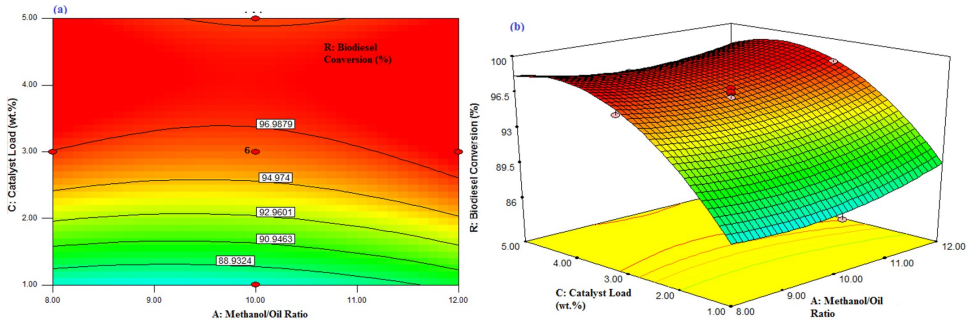 (a)
5.00
4.00
3.00
2.00
1.00
C: Catalyst Load (wt.%)
R: Biodiesel
Conversion (%)
96.9879
6
94.974
92.9601
90.9463
88.9324
8.00
9.00
10.00
11.00
12.00
A: Methanol/Oil Ratio
(b)
100
96.5
93
89.5
86
R: Biodiesel Conversion (%)
5.00
4.00
3.00
2.00
1.00
C: Catalyst Load
(wt.%)
8.00
9.00
10.00
11.00
12.00
A: Methanol/Oil
Ratio